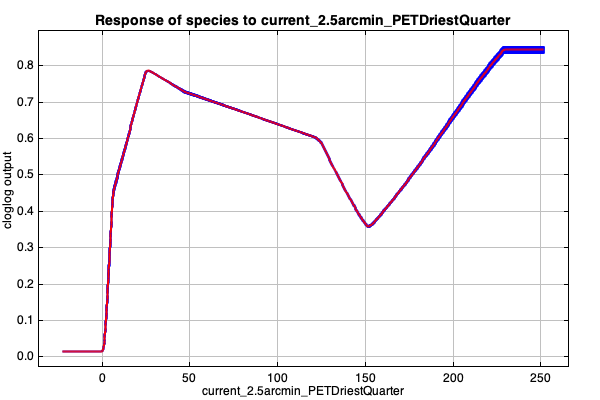 Response of species to current_2.5arcmin_PETDriestQuarter
cloglog output
0.8
0.7
0.6
0.5
0.4
0.3
0.2
0.1
0.0
0 50 100 150 200 250
current_2.5arcmin_PETDriestQuarter